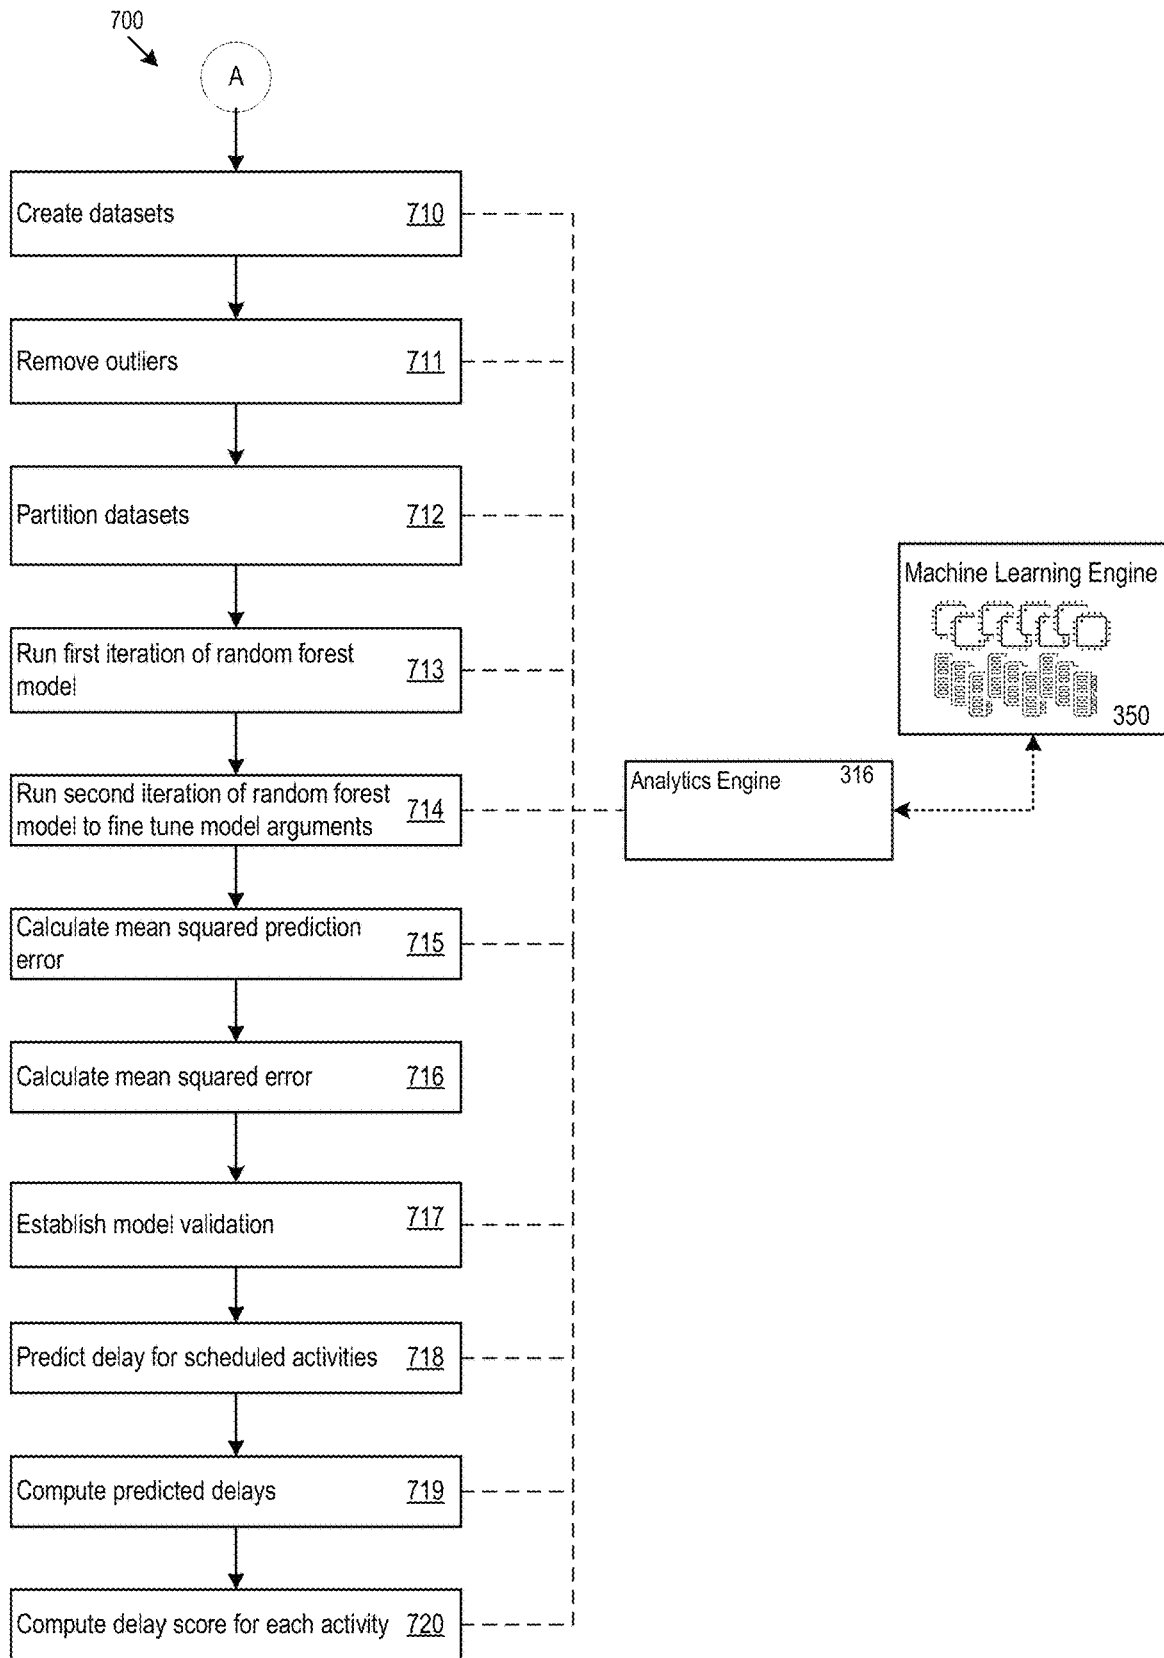 700
A
Create datasets 710
Remove outliers 711
Partition datasets 712
Run first iteration of random forest
model
713
Run second iteration of random forest
model to fine tune model arguments
714
Calculate mean squared prediction
error
715
Calculate mean squared error 716
Establish model validation 717
Predict delay for scheduled activities 718
Compute predicted delays 719
Compute delay score for each activity 720
Analytics Engine 316
Machine Learning Engine
350